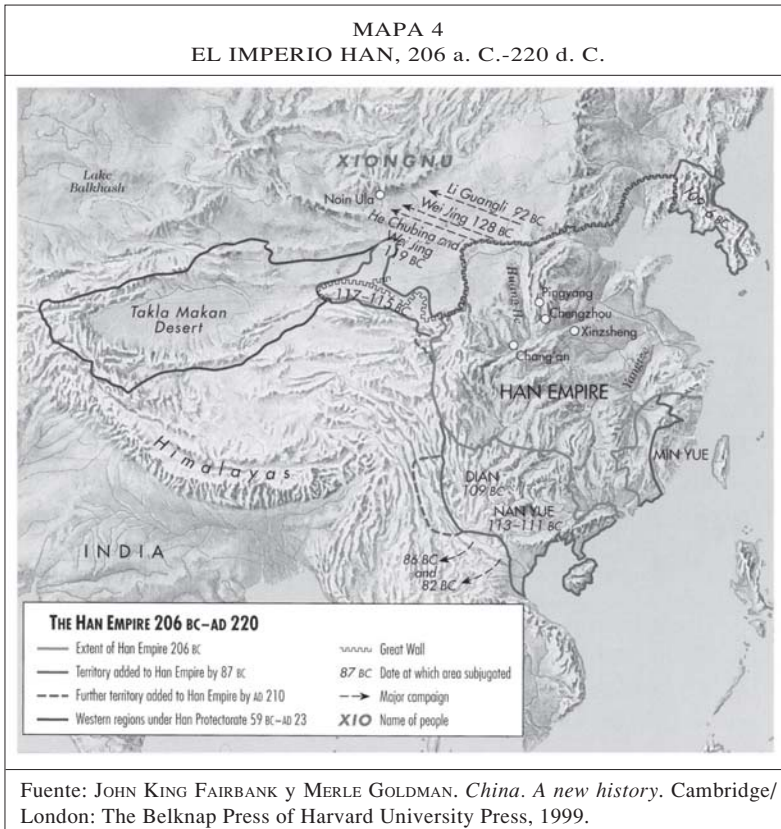 MAPA 4
EL IMPERIO HAN, 206 a. C.-220 d. C.
XIONGNU
Lake
Balkhash
Noin Ula
Li Guangli 92 BC
Wei Jing 128 BC
He Chubing and
Wei Jing
119 BC
117–115 BC
Takla Makan
Desert
Huang He
Pingyang
Chengzhou
Xinzsheng
Chang'an
Yangtze
HAN EMPIRE
Himalayas
MIN YUE
DIAN
109 BC
NAN YUE
113–111 BC
INDIA
86 BC
and
82 BC
THE HAN EMPIRE 206 BC–AD 220
Extent of Han Empire 206 BC
Territory added to Han Empire by 87 BC
Further territory added to Han Empire by AD 210
Western regions under Han Protectorate 59 BC–AD 23
Great Wall
87 BC Date at which area subjugated
Major campaign
XIO Name of people
Fuente: JOHN KING FAIRBANK y MERLE GOLDMAN. China. A new history. Cambridge/
London: The Belknap Press of Harvard University Press, 1999.